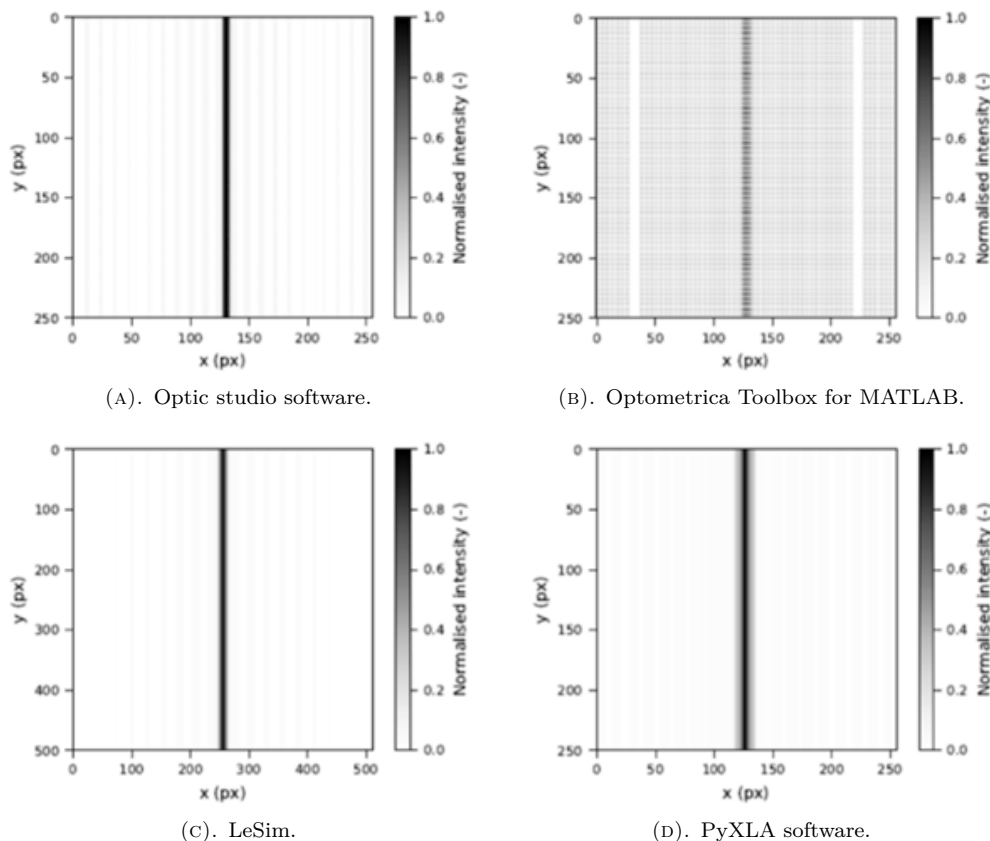 0
50
100
150
200
250
y (px)
0 50 100 150 200 250
x (px)
1.0
0.8
0.6
0.4
0.2
0.0
Normalised intensity (-)
(A). Optic studio software.
0
50
100
150
200
250
y (px)
0 50 100 150 200 250
x (px)
1.0
0.8
0.6
0.4
0.2
0.0
Normalised intensity (-)
(B). Optometrica Toolbox for MATLAB.
0
100
200
300
400
500
y (px)
0 100 200 300 400 500
x (px)
1.0
0.8
0.6
0.4
0.2
0.0
Normalised intensity (-)
(C). LeSim.
0
50
100
150
200
250
y (px)
0 50 100 150 200 250
x (px)
1.0
0.8
0.6
0.4
0.2
0.0
Normalised intensity (-)
(D). PyXLA software.